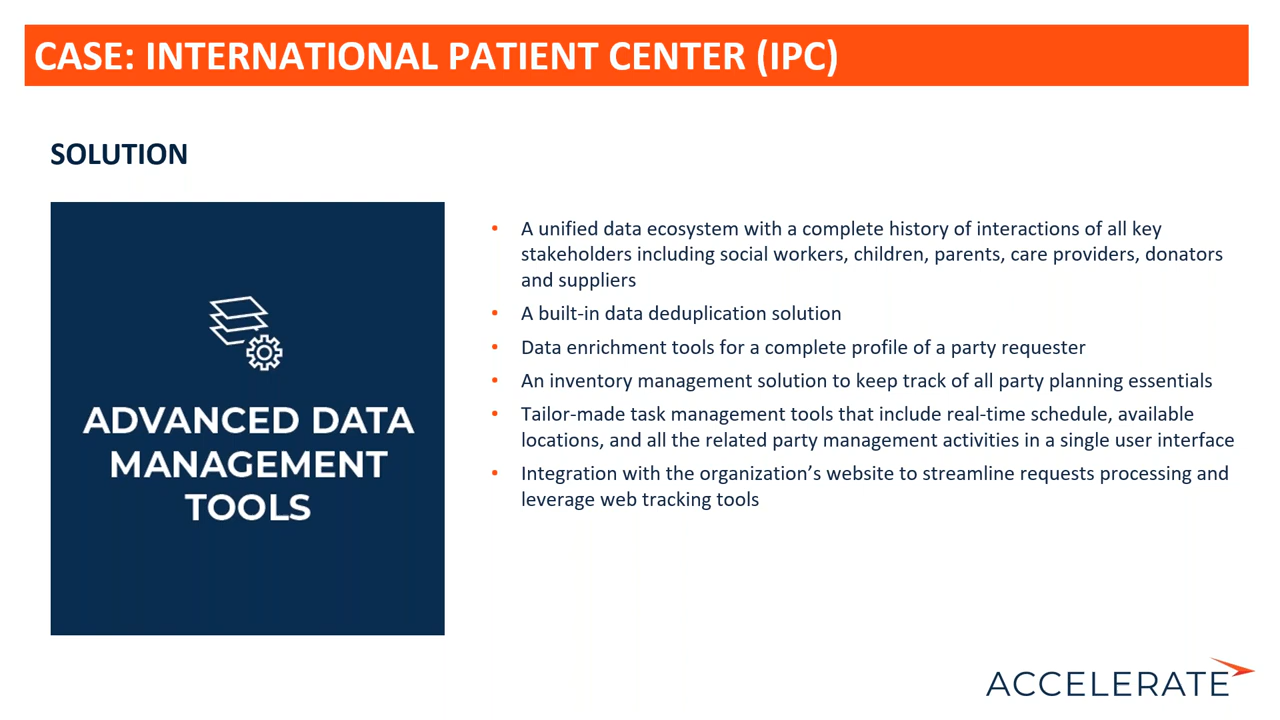 CASE: INTERNATIONAL PATIENT CENTER (IPC)
SOLUTION
ADVANCED DATA
MANAGEMENT
TOOLS
• A unified data ecosystem with a complete history of interactions of all key
stakeholders including social workers, children, parents, care providers, donators
and suppliers
• A built-in data deduplication solution
• Data enrichment tools for a complete profile of a party requester
• An inventory management solution to keep track of all party planning essentials
• Tailor-made task management tools that include real-time schedule, available
locations, and all the related party management activities in a single user interface
• Integration with the organization’s website to streamline requests processing and
leverage web tracking tools
ACCELERATE